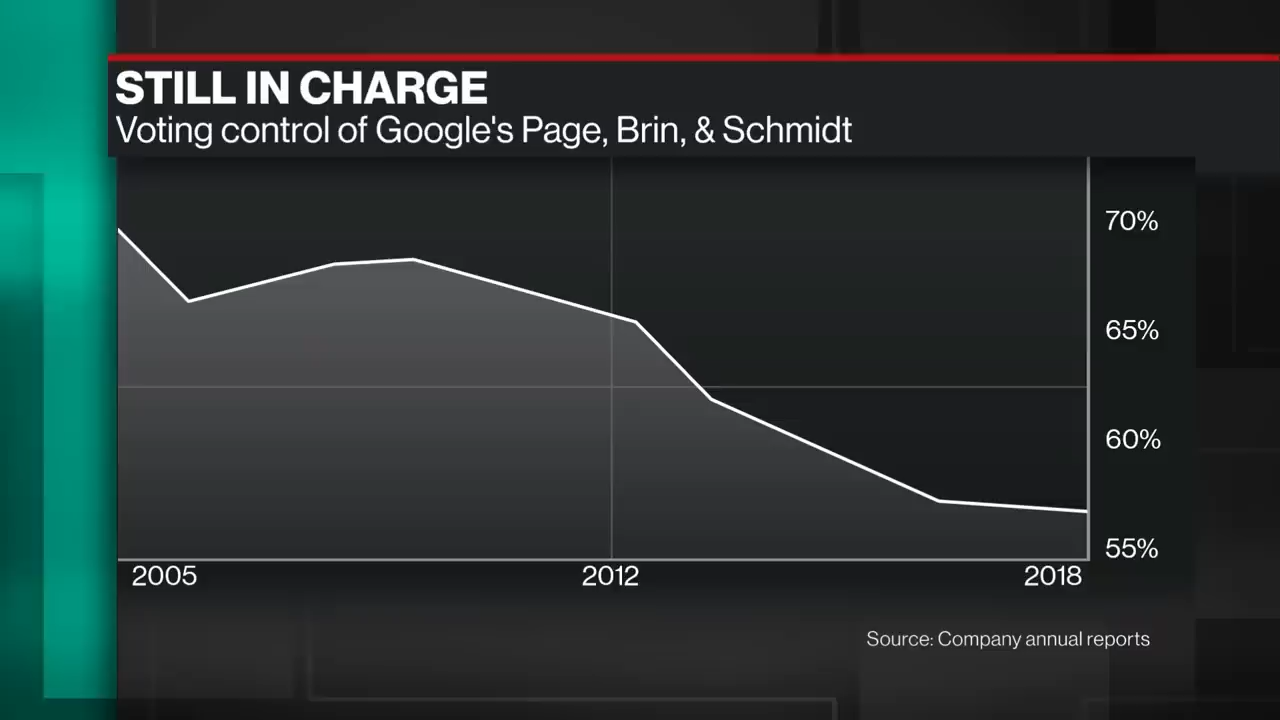 STILL IN CHARGE
Voting control of Google's Page, Brin, & Schmidt
70%
65%
60%
55%
2005 2012 2018
Source: Company annual reports